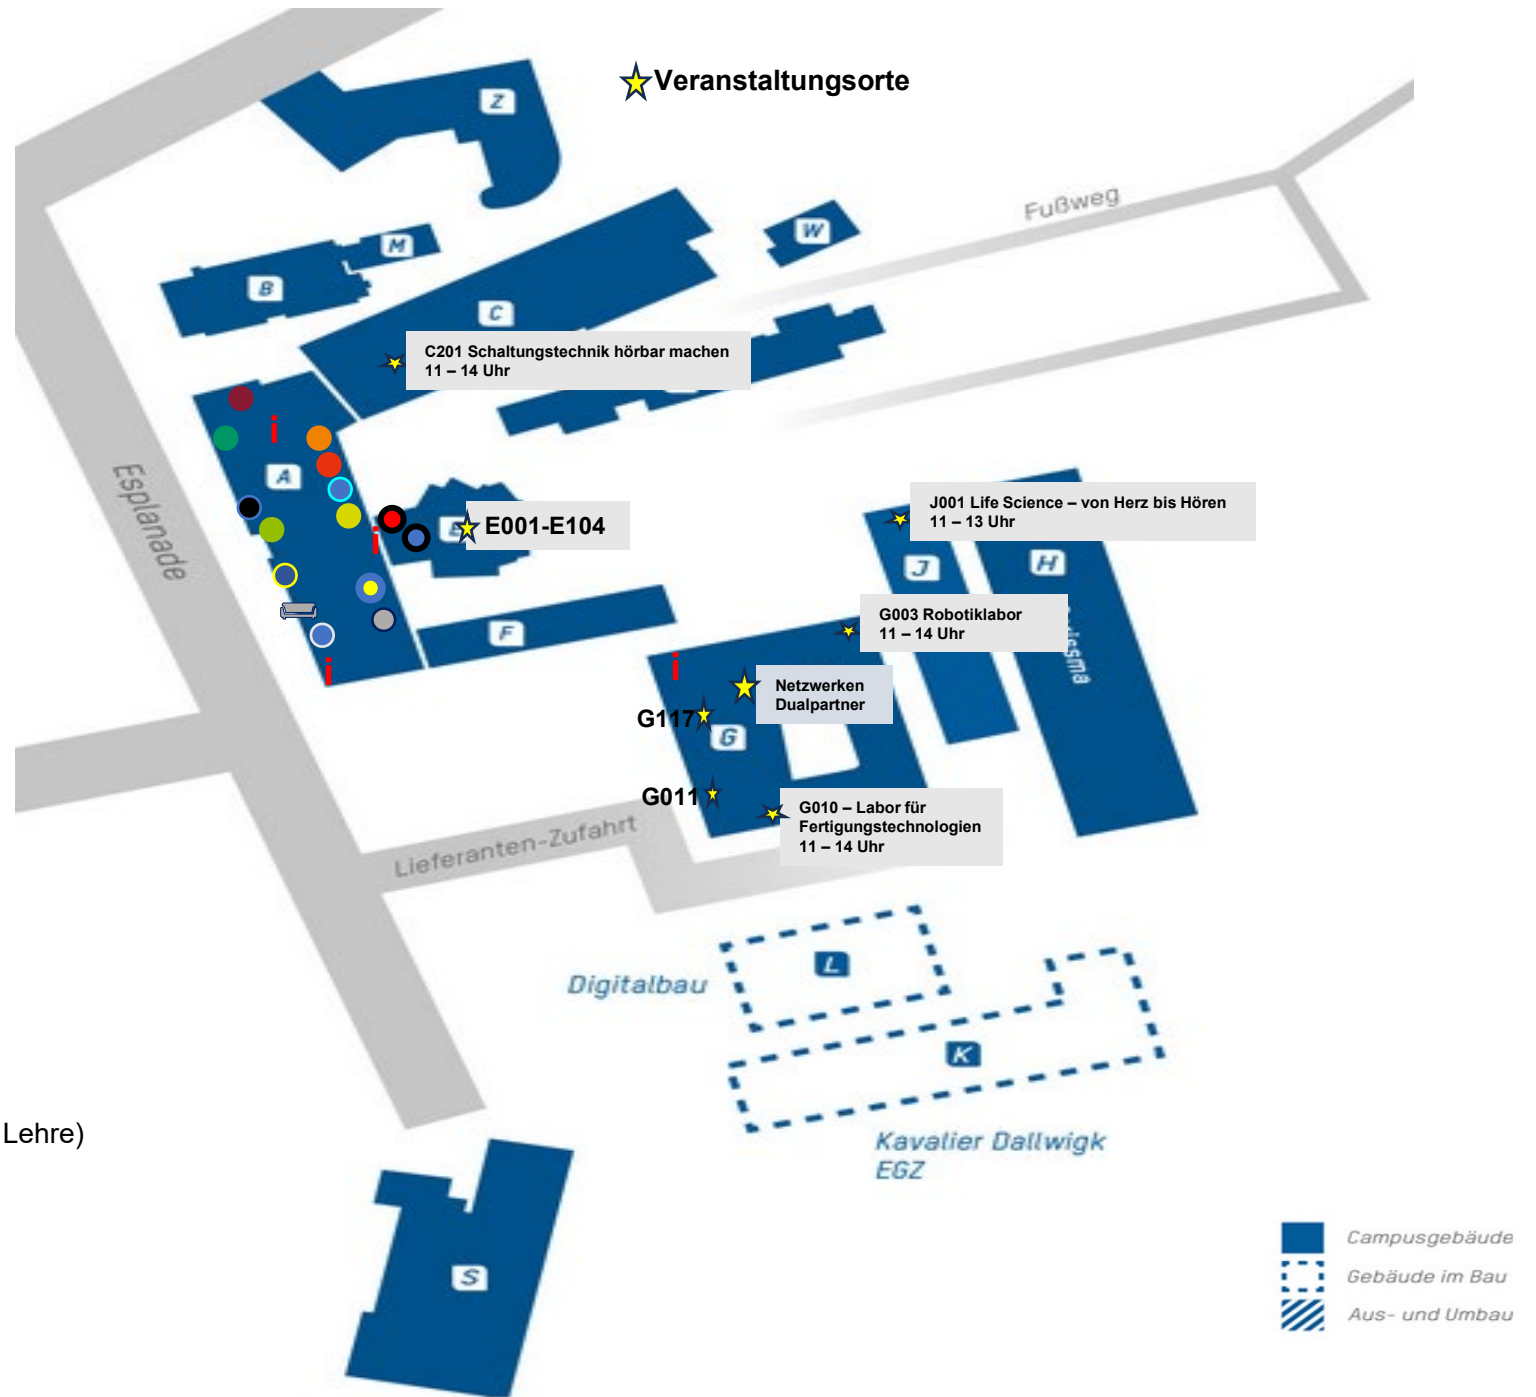 Veranstaltungsorte
Z
Fußweg
W
M
B
C
C201 Schaltungstechnik hörbar machen
11 – 14 Uhr
i
A
Esplanade
J001 Life Science – von Herz bis Hören
11 – 13 Uhr
E
E001-E104
i
J
H
G003 Robotiklabor
11 – 14 Uhr
F
i
i
Netzwerken
Dualpartner
G117
G
G011
G010 – Labor für
Fertigungstechnologien
11 – 14 Uhr
Lieferanten-Zufahrt
L
Digitalbau
K
Lehre)
Kavalier Dallwigk
EGZ
S
Campusgebäude
Gebäude im Bau
Aus- und Umbau